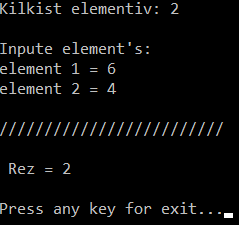 Kilkist elementiv: 2
Inpute element's:
element 1 = 6
element 2 = 4
/////////////////////////
Rez = 2
Press any key for exit...